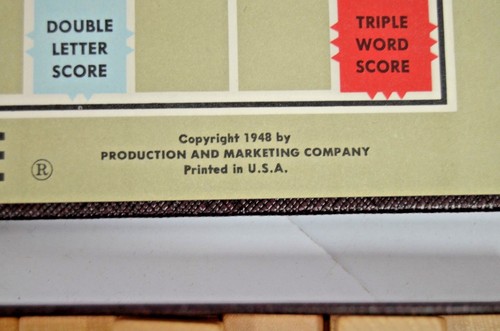 DOUBLE
LETTER
SCORE
TRIPLE
WORD
SCORE
Copyright 1948 by
PRODUCTION AND MARKETING COMPANY
Printed in U.S.A.
®